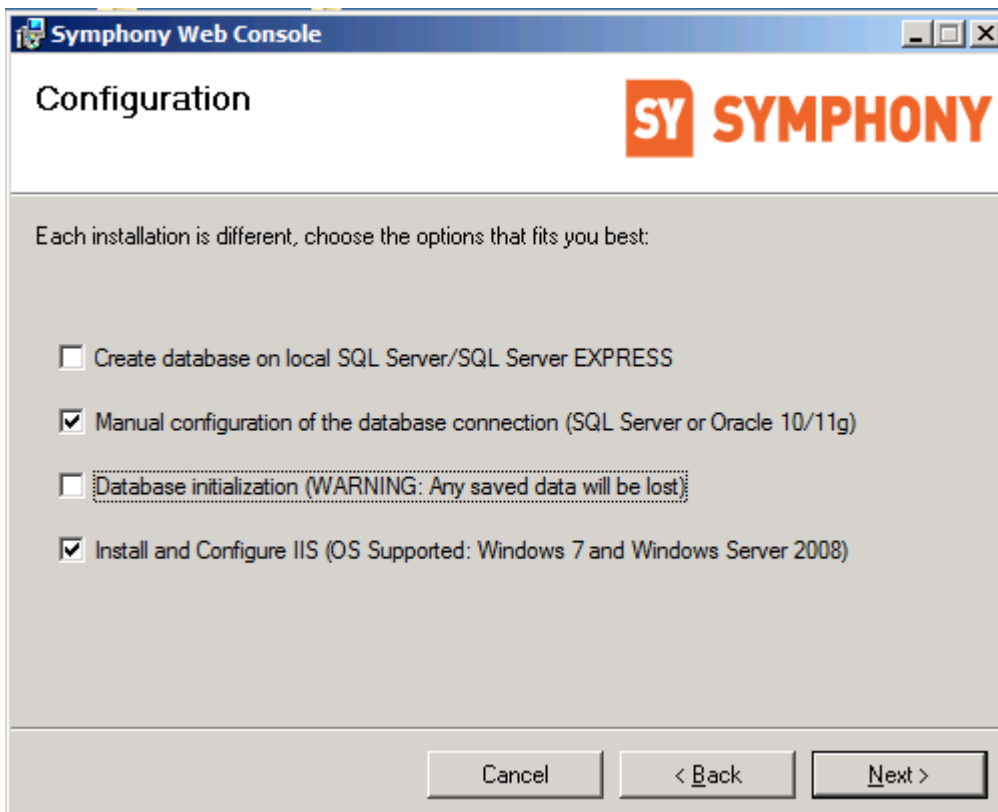 Symphony Web Console
Configuration
SY SYMPHONY
Each installation is different, choose the options that fits you best:
Create database on local SQL Server/SQL Server EXPRESS
Manual configuration of the database connection (SQL Server or Oracle 10/11g)
Database initialization (WARNING: Any saved data will be lost)
Install and Configure IIS (OS Supported: Windows 7 and Windows Server 2008)
Cancel
< Back
Next >